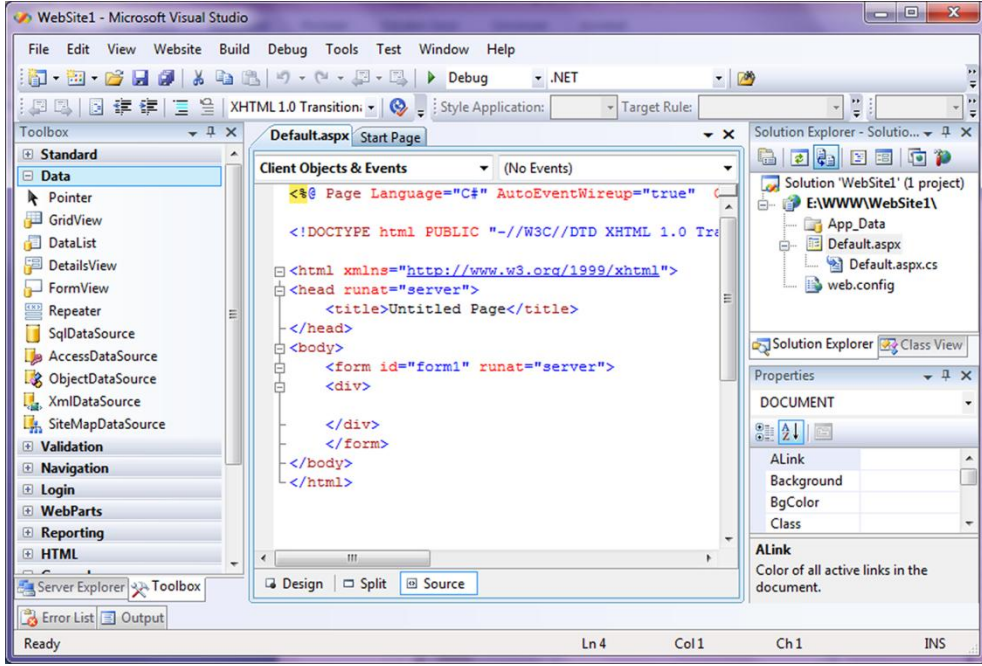 WebSite1 - Microsoft Visual Studio
File Edit View Website Build Debug Tools Test Window Help
Debug .NET
XHTML 1.0 Transition: Style Application: Target Rule:
Toolbox
Standard
Data
Pointer
GridView
DataList
DetailsView
FormView
Repeater
SqlDataSource
AccessDataSource
ObjectDataSource
XmlDataSource
SiteMapDataSource
Validation
Navigation
Login
WebParts
Reporting
HTML
Server Explorer Toolbox
Default.aspx Start Page
Client Objects & Events (No Events)
<%@ Page Language="C#" AutoEventWireup="true"
<!DOCTYPE html PUBLIC "-//W3C//DTD XHTML 1.0 Tra
<html xmlns="http://www.w3.org/1999/xhtml">
<head runat="server">
<title>Untitled Page</title>
</head>
<body>
<form id="form1" runat="server">
<div>
</div>
</form>
</body>
</html>
Design Split Source
Solution Explorer - Solutio...
Solution 'WebSite1' (1 project)
E:\WWW\WebSite1\
App_Data
Default.aspx
Default.aspx.cs
web.config
Solution Explorer Class View
Properties
DOCUMENT
ALink
Background
BgColor
Class
ALink
Color of all active links in the
document.
Error List Output
Ready Ln 4 Col 1 Ch 1 INS